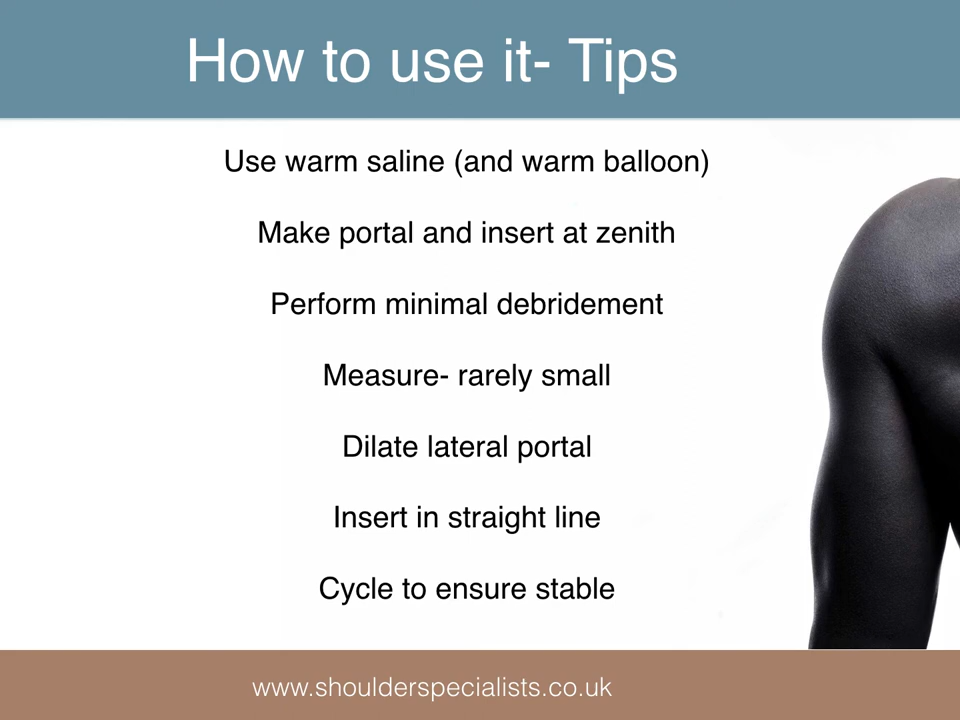 How to use it- Tips
Use warm saline (and warm balloon)
Make portal and insert at zenith
Perform minimal debridement
Measure- rarely small
Dilate lateral portal
Insert in straight line
Cycle to ensure stable
www.shoulderspecialists.co.uk